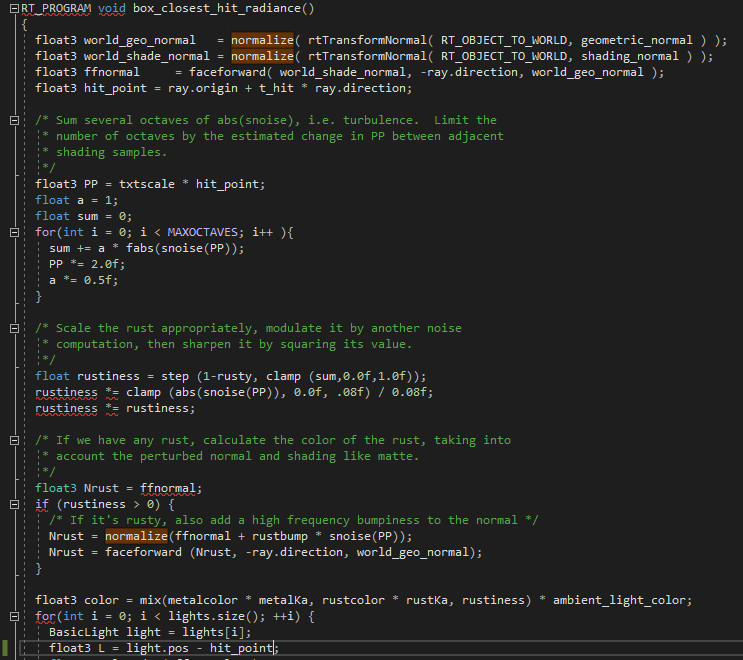 RT_PROGRAM void box_closest_hit_radiance()
{
  float3 world_geo_normal   = normalize( rtTransformNormal( RT_OBJECT_TO_WORLD, geometric_normal ) );
  float3 world_shade_normal = normalize( rtTransformNormal( RT_OBJECT_TO_WORLD, shading_normal ) );
  float3 ffnormal     = faceforward( world_shade_normal, -ray.direction, world_geo_normal );
  float3 hit_point = ray.origin + t_hit * ray.direction;

  /* Sum several octaves of abs(snoise), i.e. turbulence.  Limit the
   * number of octaves by the estimated change in PP between adjacent
   * shading samples.
   */
  float3 PP = txtscale * hit_point;
  float a = 1;
  float sum = 0;
  for(int i = 0; i < MAXOCTAVES; i++ ){
    sum += a * fabs(snoise(PP));
    PP *= 2.0f;
    a *= 0.5f;
  }

  /* Scale the rust appropriately, modulate it by another noise
   * computation, then sharpen it by squaring its value.
   */
  float rustiness = step (1-rusty, clamp (sum,0.0f,1.0f));
  rustiness *= clamp (abs(snoise(PP)), 0.0f, .08f) / 0.08f;
  rustiness *= rustiness;

  /* If we have any rust, calculate the color of the rust, taking into
   * account the perturbed normal and shading like matte.
   */
  float3 Nrust = ffnormal;
  if (rustiness > 0) {
    /* If it's rusty, also add a high frequency bumpiness to the normal */
    Nrust = normalize(ffnormal + rustbump * snoise(PP));
    Nrust = faceforward (Nrust, -ray.direction, world_geo_normal);
  }

  float3 color = mix(metalcolor * metalKa, rustcolor * rustKa, rustiness) * ambient_light_color;
  for(int i = 0; i < lights.size(); ++i) {
    BasicLight light = lights[i];
    float3 L = light.pos - hit_point;